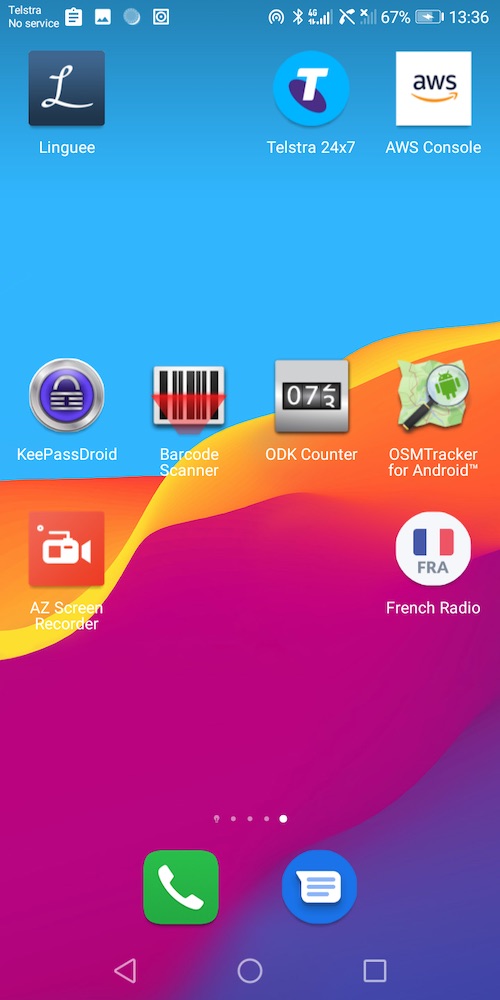 Telstra
No service
4G
67%
13:36
L
T
aws
Linguee
Telstra 24x7
AWS Console
07
FRA
KeePassDroid
Barcode
Scanner
ODK Counter
OSMTracker
for Android™
AZ Screen
Recorder
French Radio